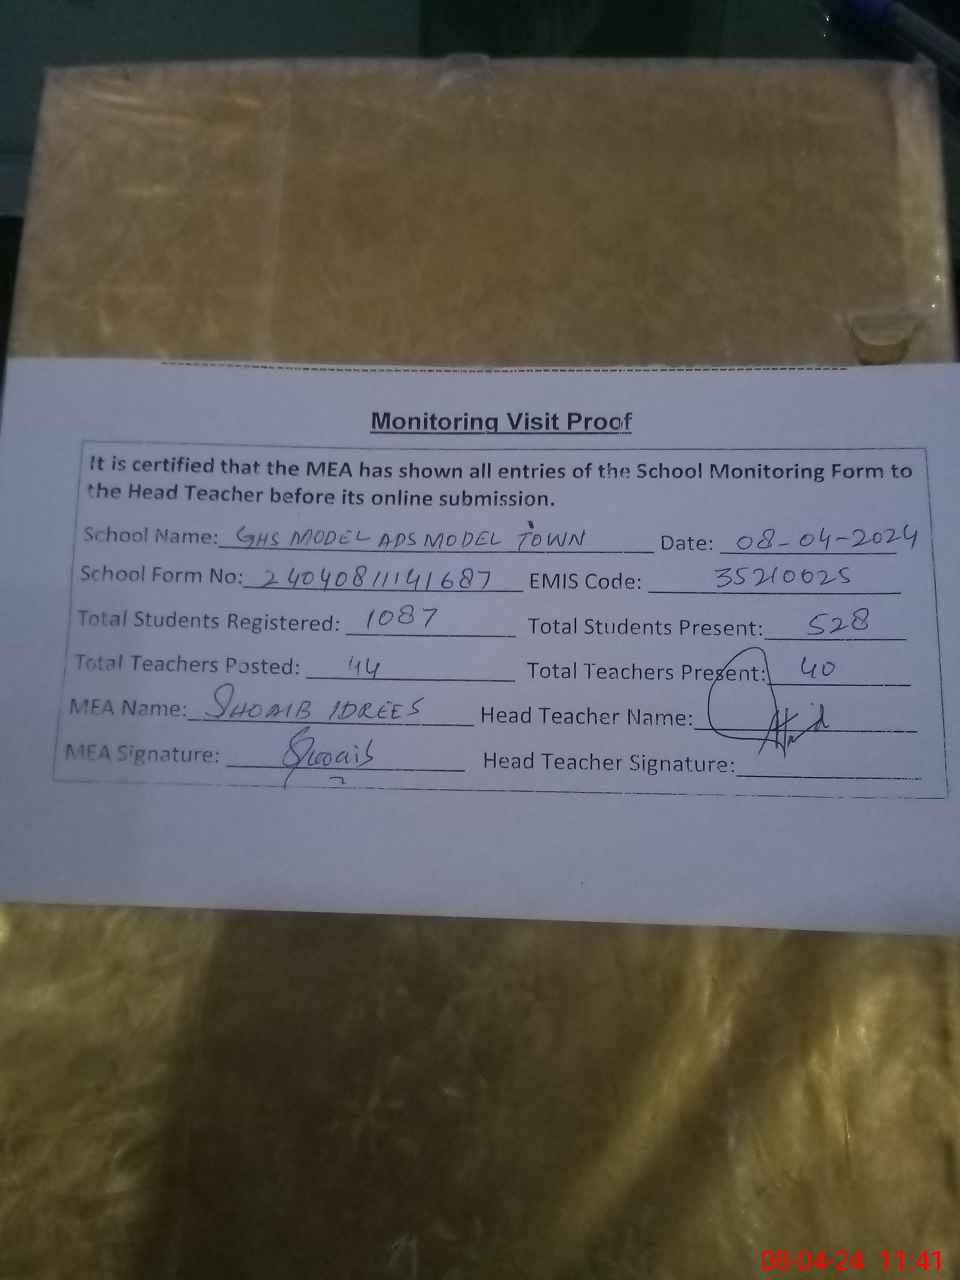 Monitoring Visit Proof
It is certified that the MEA has shown all entries of the School Monitoring Form to
the Head Teacher before its online submission.
School Name: GHS MODEL ADS MODEL TOWN Date: 08-04-2024
School Form No: 24040811141687 EMIS Code: 35210025
Total Students Registered: 1087 Total Students Present: 528
Total Teachers Posted: 44 Total Teachers Present: 40
MEA Name: SHOAIB IDREES Head Teacher Name:
MEA Signature: Shoaib Head Teacher Signature:
08-04-24 11:41